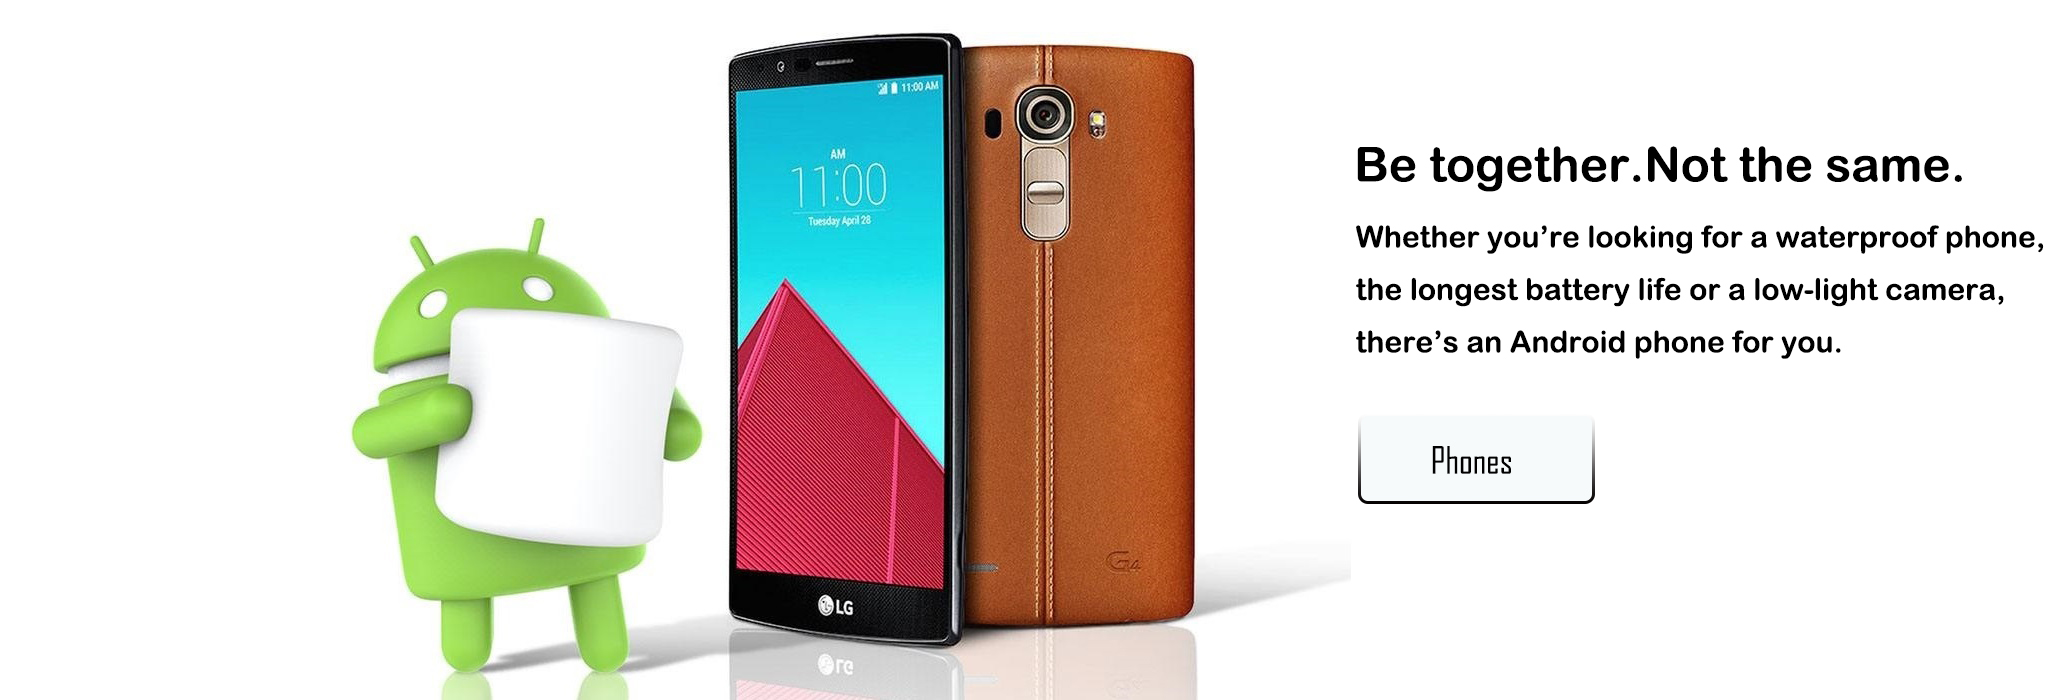 11:00 AM
AM
11:00
Tuesday April 28
G4
LG
Be together.Not the same.
Whether you’re looking for a waterproof phone,
the longest battery life or a low-light camera,
there’s an Android phone for you.
Phones